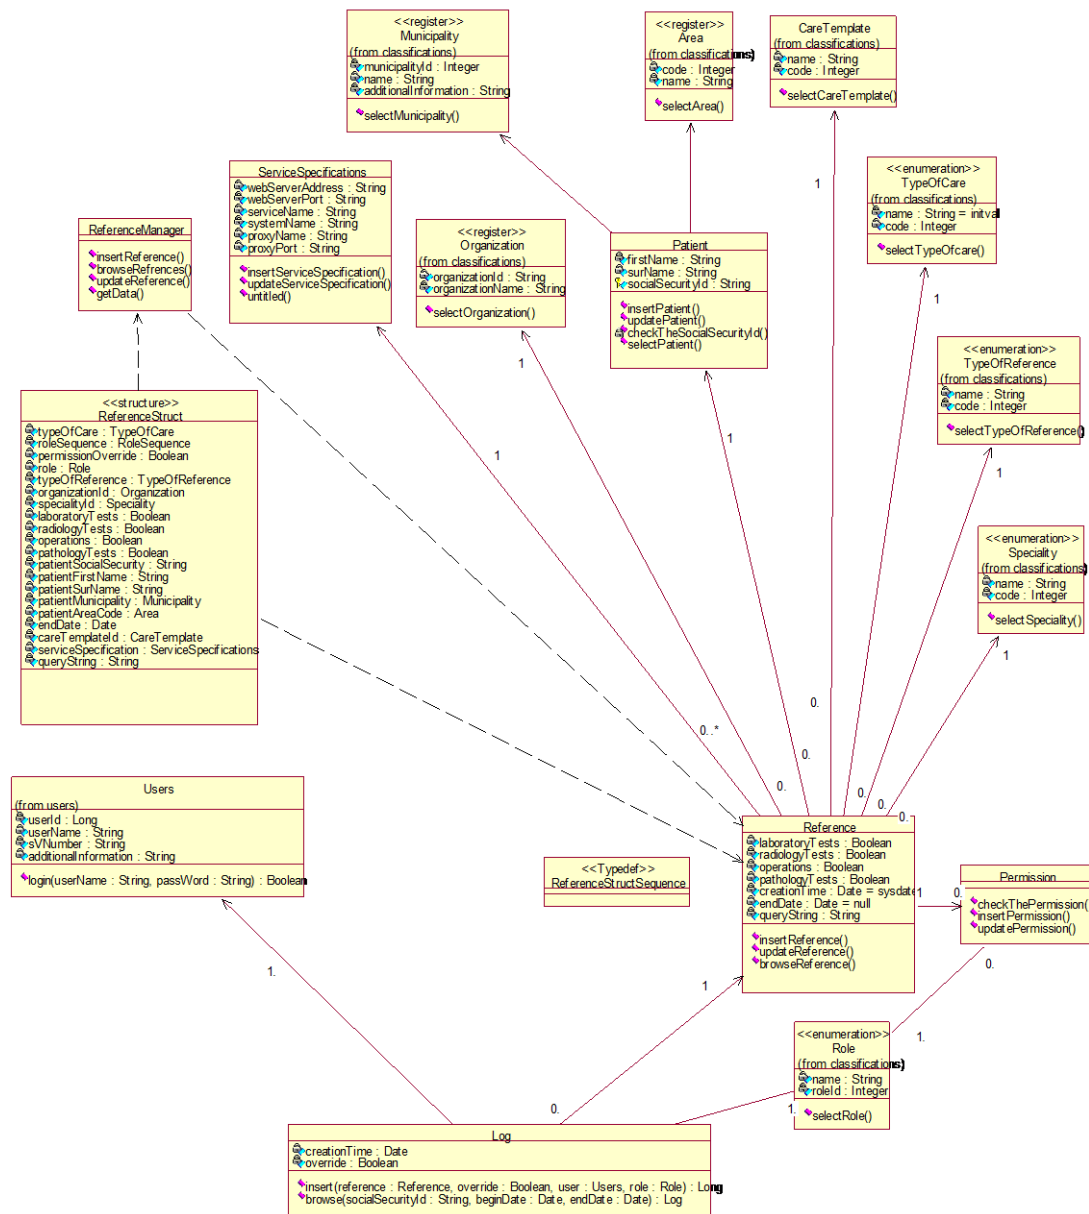 <<register>>
Municipality
(from classifications)
municipalityId : Integer
name : String
additionalInformation : String
selectMunicipality()
<<register>>
Area
(from classifications)
code : Integer
name : String
selectArea()
CareTemplate
(from classifications)
name : String
code : Integer
selectCareTemplate()
1
<<enumeration>>
TypeOfCare
(from classifications)
name : String = initval
code : Integer
selectTypeOfcare()
1
ServiceSpecifications
webServerAddress : String
webServerPort : String
serviceName : String
systemName : String
proxyName : String
proxyPort : String
insertServiceSpecification()
updateServiceSpecification()
untitled()
1
ReferenceManager
insertReference()
browseRefrences()
updateReference()
getData()
<<register>>
Organization
(from classifications)
organizationId : String
organizationName : String
selectOrganization()
1
Patient
firstName : String
surName : String
socialSecurityId : String
insertPatient()
updatePatient()
checkTheSocialSecurityId()
selectPatient()
1
<<enumeration>>
TypeOfReference
(from classifications)
name : String
code : Integer
selectTypeOfReference()
1
<<structure>>
ReferenceStruct
typeOfCare : TypeOfCare
roleSequence : RoleSequence
permissionOverride : Boolean
role : Role
typeOfReference : TypeOfReference
organizationId : Organization
specialityId : Speciality
laboratoryTests : Boolean
radiologyTests : Boolean
operations : Boolean
pathologyTests : Boolean
patientSocialSecurity : String
patientFirstName : String
patientSurName : String
patientMunicipality : Municipality
patientAreaCode : Area
endDate : Date
careTemplateId : CareTemplate
serviceSpecification : ServiceSpecifications
queryString : String
<<enumeration>>
Speciality
(from classifications)
name : String
code : Integer
selectSpeciality()
1
0..*
0.
0.
0.
0.
0.
0.
Users
(from users)
userId : Long
userName : String
sVNumber : String
additionalInformation : String
login(userName : String, passWord : String) : Boolean
1.
<<Typedef>>
ReferenceStructSequence
Reference
laboratoryTests : Boolean
radiologyTests : Boolean
operations : Boolean
pathologyTests : Boolean
creationTime : Date = sysdate
endDate : Date = null
queryString : String
insertReference()
updateReference()
browseReference()
1
0.
1
Permission
checkThePermission(
insertPermission()
updatePermission()
0.
1.
<<enumeration>>
Role
(from classifications)
name : String
roleId : Integer
selectRole()
0.
1.
Log
creationTime : Date
override : Boolean
insert(reference : Reference, override : Boolean, user : Users, role : Role) : Long
browse(socialSecurityId : String, beginDate : Date, endDate : Date) : Log